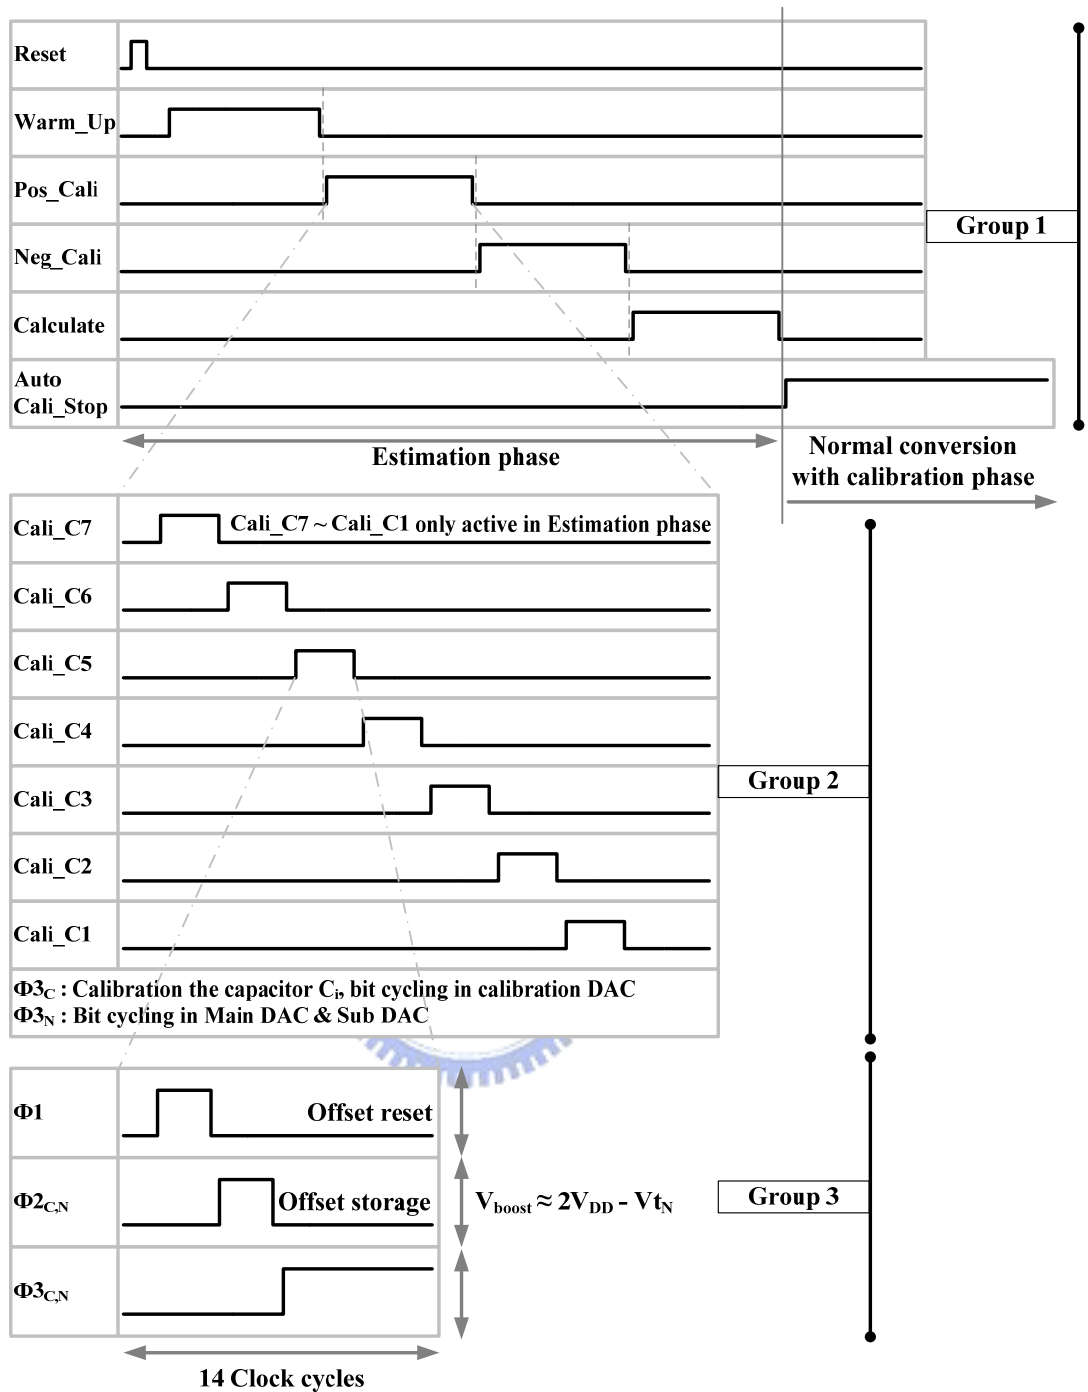 Reset
Warm_Up
Pos_Cali
Neg_Cali
Calculate
Auto
Cali_Stop
Group 1
Estimation phase
Normal conversion
with calibration phase
Cali_C7
Cali_C7 ~ Cali_C1 only active in Estimation phase
Cali_C6
Cali_C5
Cali_C4
Cali_C3
Cali_C2
Cali_C1
Group 2
Φ3C : Calibration the capacitor Ci, bit cycling in calibration DAC
Φ3N : Bit cycling in Main DAC & Sub DAC
Φ1
Offset reset
Φ2C,N
Offset storage
Vboost ≈ 2VDD - VtN
Group 3
Φ3C,N
14 Clock cycles